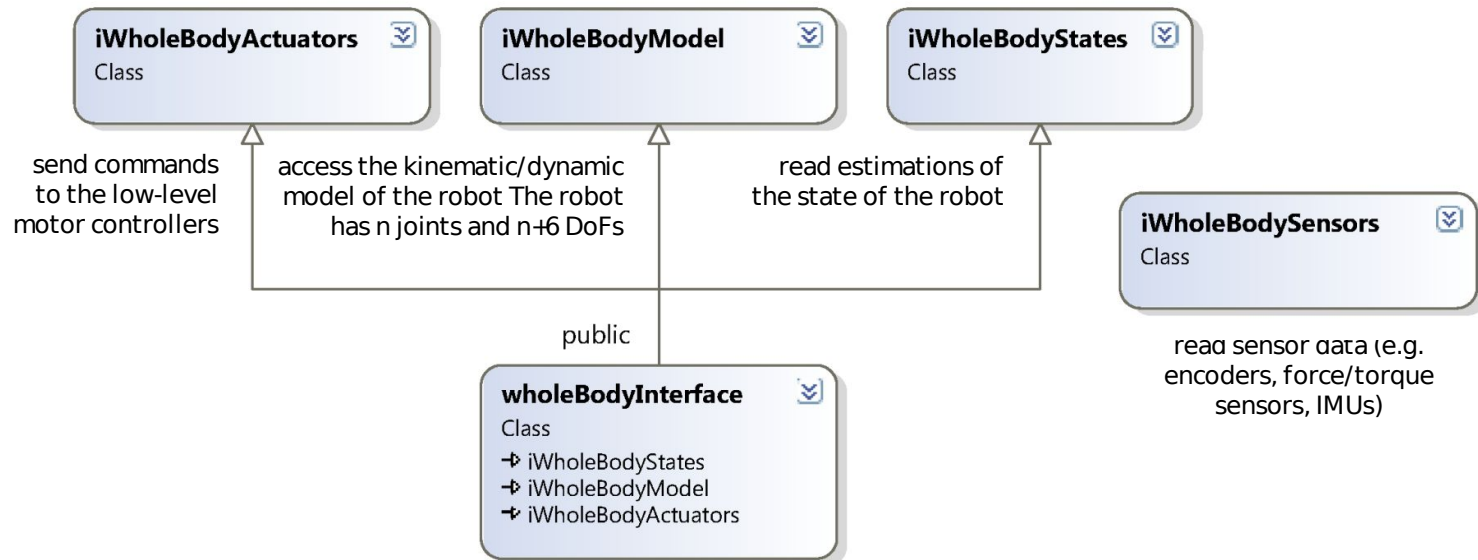 iWholeBodyActuators
Class
iWholeBodyModel
Class
iWholeBodyStates
Class
send commands
to the low-level
motor controllers
access the kinematic/dynamic
model of the robot The robot
has n joints and n+6 DoFs
read estimations of
the state of the robot
iWholeBodySensors
Class
read sensor data (e.g.
encoders, force/torque
sensors, IMUs)
public
wholeBodyInterface
Class
iWholeBodyStates
iWholeBodyModel
iWholeBodyActuators